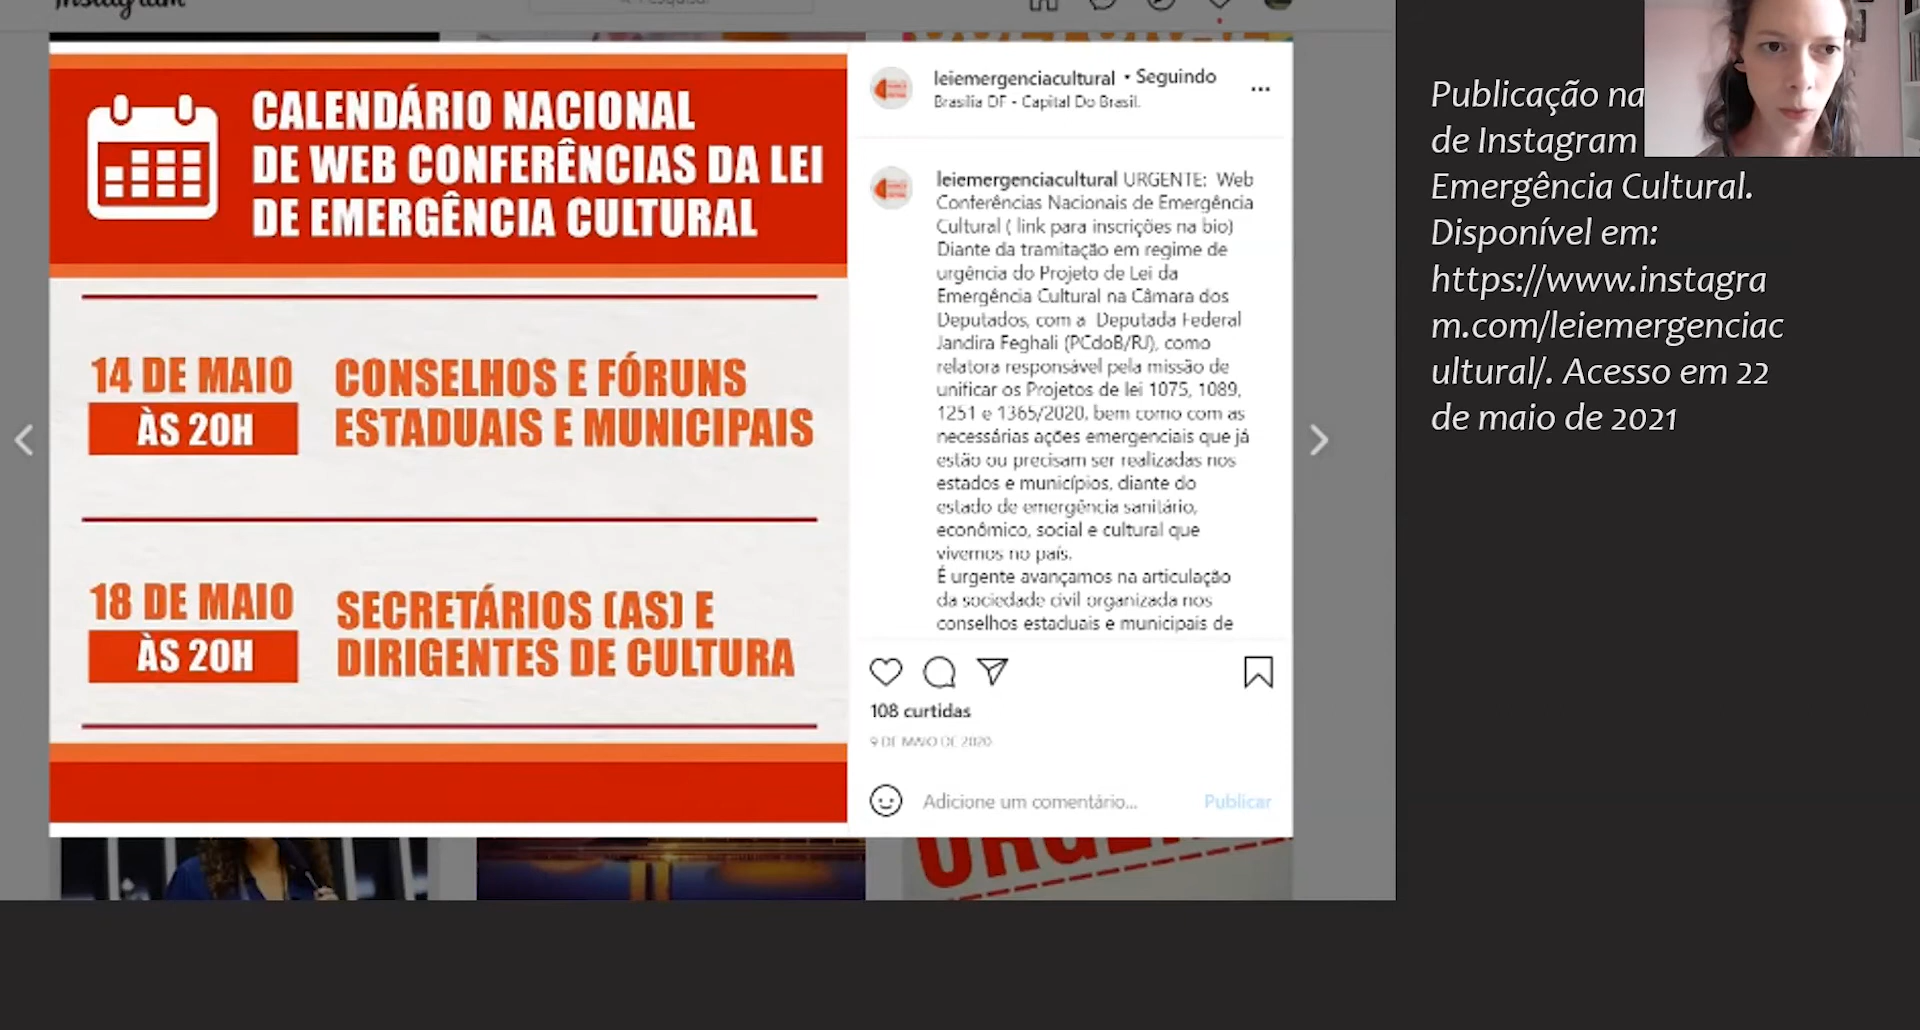 Instagram
Pesquisar
CALENDÁRIO NACIONAL
DE WEB CONFERÊNCIAS DA LEI
DE EMERGÊNCIA CULTURAL
14 DE MAIO
ÀS 20H
CONSELHOS E FÓRUNS
ESTADUAIS E MUNICIPAIS
18 DE MAIO
ÀS 20H
SECRETÁRIOS (AS) E
DIRIGENTES DE CULTURA
leiemergenciacultural • Seguindo
Brasília DF - Capital Do Brasil.
leiemergenciacultural URGENTE: Web
Conferências Nacionais de Emergência
Cultural ( link para inscrições na bio)
Diante da tramitação em regime de
urgência do Projeto de Lei da
Emergência Cultural na Câmara dos
Deputados, com a Deputada Federal
Jandira Feghali (PCdoB/RJ), como
relatora responsável pela missão de
unificar os Projetos de lei 1075, 1089,
1251 e 1365/2020, bem como com as
necessárias ações emergenciais que já
estão ou precisam ser realizadas nos
estados e municípios, diante do
estado de emergência sanitário,
econômico, social e cultural que
vivemos no país.
É urgente avançamos na articulação
da sociedade civil organizada nos
conselhos estaduais e municipais de
108 curtidas
9 DE MAIO DE 2020
Adicione um comentário... Publicar
Publicação na
de Instagram
Emergência Cultural.
Disponível em:
https://www.instagra
m.com/leiemergenciac
ultural/. Acesso em 22
de maio de 2021